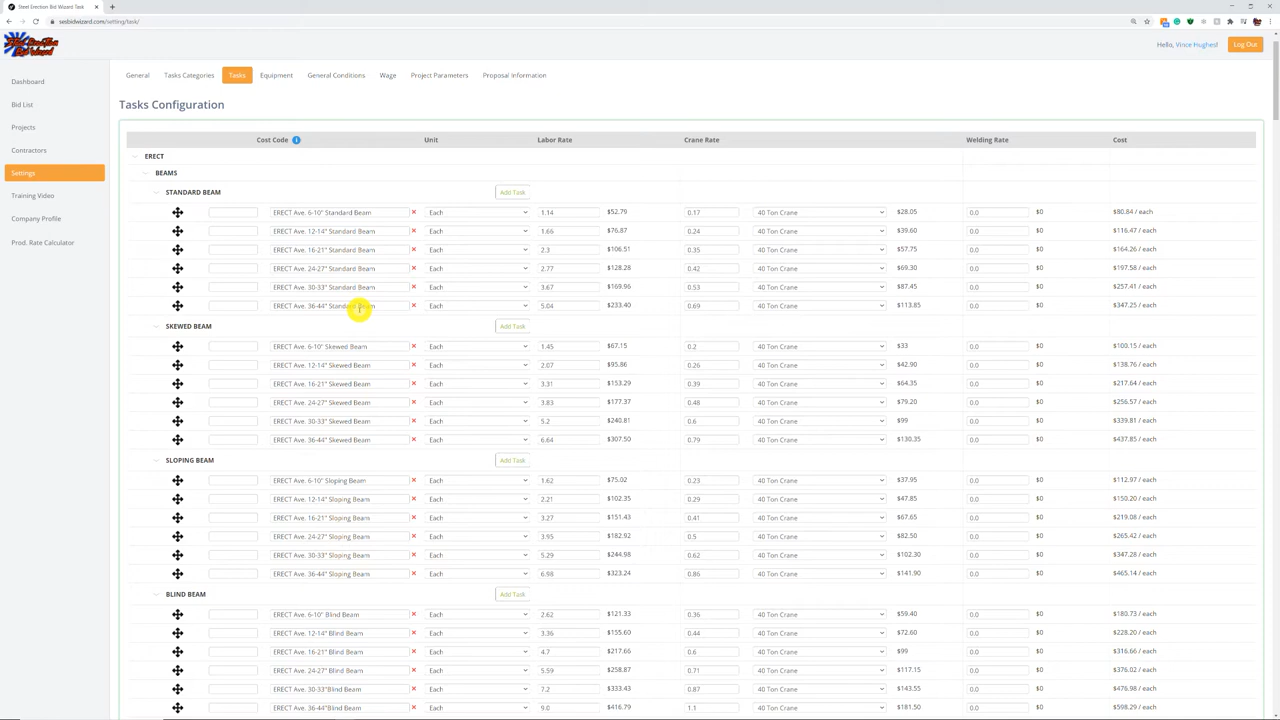 Steel Erection Bid Wizard Task
sesbidwizard.com/setting/task/
Steel Erection
Bid Wizard
Hello, Vince Hughes!
Log Out
Dashboard
Bid List
Projects
Contractors
Settings
Training Video
Company Profile
Prod. Rate Calculator
General Tasks Categories Tasks Equipment General Conditions Wage Project Parameters Proposal Information
Tasks Configuration
Cost Code Unit Labor Rate Crane Rate Welding Rate Cost
ERECT
BEAMS
STANDARD BEAM Add Task
ERECT Ave. 6-10" Standard Beam Each 1.14 $52.79 0.17 40 Ton Crane $28.05 0.0 $0 $80.84 / each
ERECT Ave. 12-14" Standard Beam Each 1.66 $76.87 0.24 40 Ton Crane $39.60 0.0 $0 $116.47 / each
ERECT Ave. 16-21" Standard Beam Each 2.3 $106.51 0.35 40 Ton Crane $57.75 0.0 $0 $164.26 / each
ERECT Ave. 24-27" Standard Beam Each 2.77 $128.28 0.42 40 Ton Crane $69.30 0.0 $0 $197.58 / each
ERECT Ave. 30-33" Standard Beam Each 3.67 $169.96 0.53 40 Ton Crane $87.45 0.0 $0 $257.41 / each
ERECT Ave. 36-44" Standard Beam Each 5.04 $233.40 0.69 40 Ton Crane $113.85 0.0 $0 $347.25 / each
SKEWED BEAM Add Task
ERECT Ave. 6-10" Skewed Beam Each 1.45 $67.15 0.2 40 Ton Crane $33 0.0 $0 $100.15 / each
ERECT Ave. 12-14" Skewed Beam Each 2.07 $95.86 0.26 40 Ton Crane $42.90 0.0 $0 $138.76 / each
ERECT Ave. 16-21" Skewed Beam Each 3.31 $153.29 0.39 40 Ton Crane $64.35 0.0 $0 $217.64 / each
ERECT Ave. 24-27" Skewed Beam Each 3.83 $177.37 0.48 40 Ton Crane $79.20 0.0 $0 $256.57 / each
ERECT Ave. 30-33" Skewed Beam Each 5.2 $240.81 0.6 40 Ton Crane $99 0.0 $0 $339.81 / each
ERECT Ave. 36-44" Skewed Beam Each 6.64 $307.50 0.79 40 Ton Crane $130.35 0.0 $0 $437.85 / each
SLOPING BEAM Add Task
ERECT Ave. 6-10" Sloping Beam Each 1.62 $75.02 0.23 40 Ton Crane $37.95 0.0 $0 $112.97 / each
ERECT Ave. 12-14" Sloping Beam Each 2.21 $102.35 0.29 40 Ton Crane $47.85 0.0 $0 $150.20 / each
ERECT Ave. 16-21" Sloping Beam Each 3.27 $151.43 0.41 40 Ton Crane $67.65 0.0 $0 $219.08 / each
ERECT Ave. 24-27" Sloping Beam Each 3.95 $182.92 0.5 40 Ton Crane $82.50 0.0 $0 $265.42 / each
ERECT Ave. 30-33" Sloping Beam Each 5.29 $244.98 0.62 40 Ton Crane $102.30 0.0 $0 $347.28 / each
ERECT Ave. 36-44" Sloping Beam Each 6.98 $323.24 0.86 40 Ton Crane $141.90 0.0 $0 $465.14 / each
BLIND BEAM Add Task
ERECT Ave. 6-10" Blind Beam Each 2.62 $121.33 0.36 40 Ton Crane $59.40 0.0 $0 $180.73 / each
ERECT Ave. 12-14" Blind Beam Each 3.36 $155.60 0.44 40 Ton Crane $72.60 0.0 $0 $228.20 / each
ERECT Ave. 16-21" Blind Beam Each 4.7 $217.66 0.6 40 Ton Crane $99 0.0 $0 $316.66 / each
ERECT Ave. 24-27" Blind Beam Each 5.59 $258.87 0.71 40 Ton Crane $117.15 0.0 $0 $376.02 / each
ERECT Ave. 30-33"Blind Beam Each 7.2 $333.43 0.87 40 Ton Crane $143.55 0.0 $0 $476.98 / each
ERECT Ave. 36-44"Blind Beam Each 9.0 $416.79 1.1 40 Ton Crane $181.50 0.0 $0 $598.29 / each